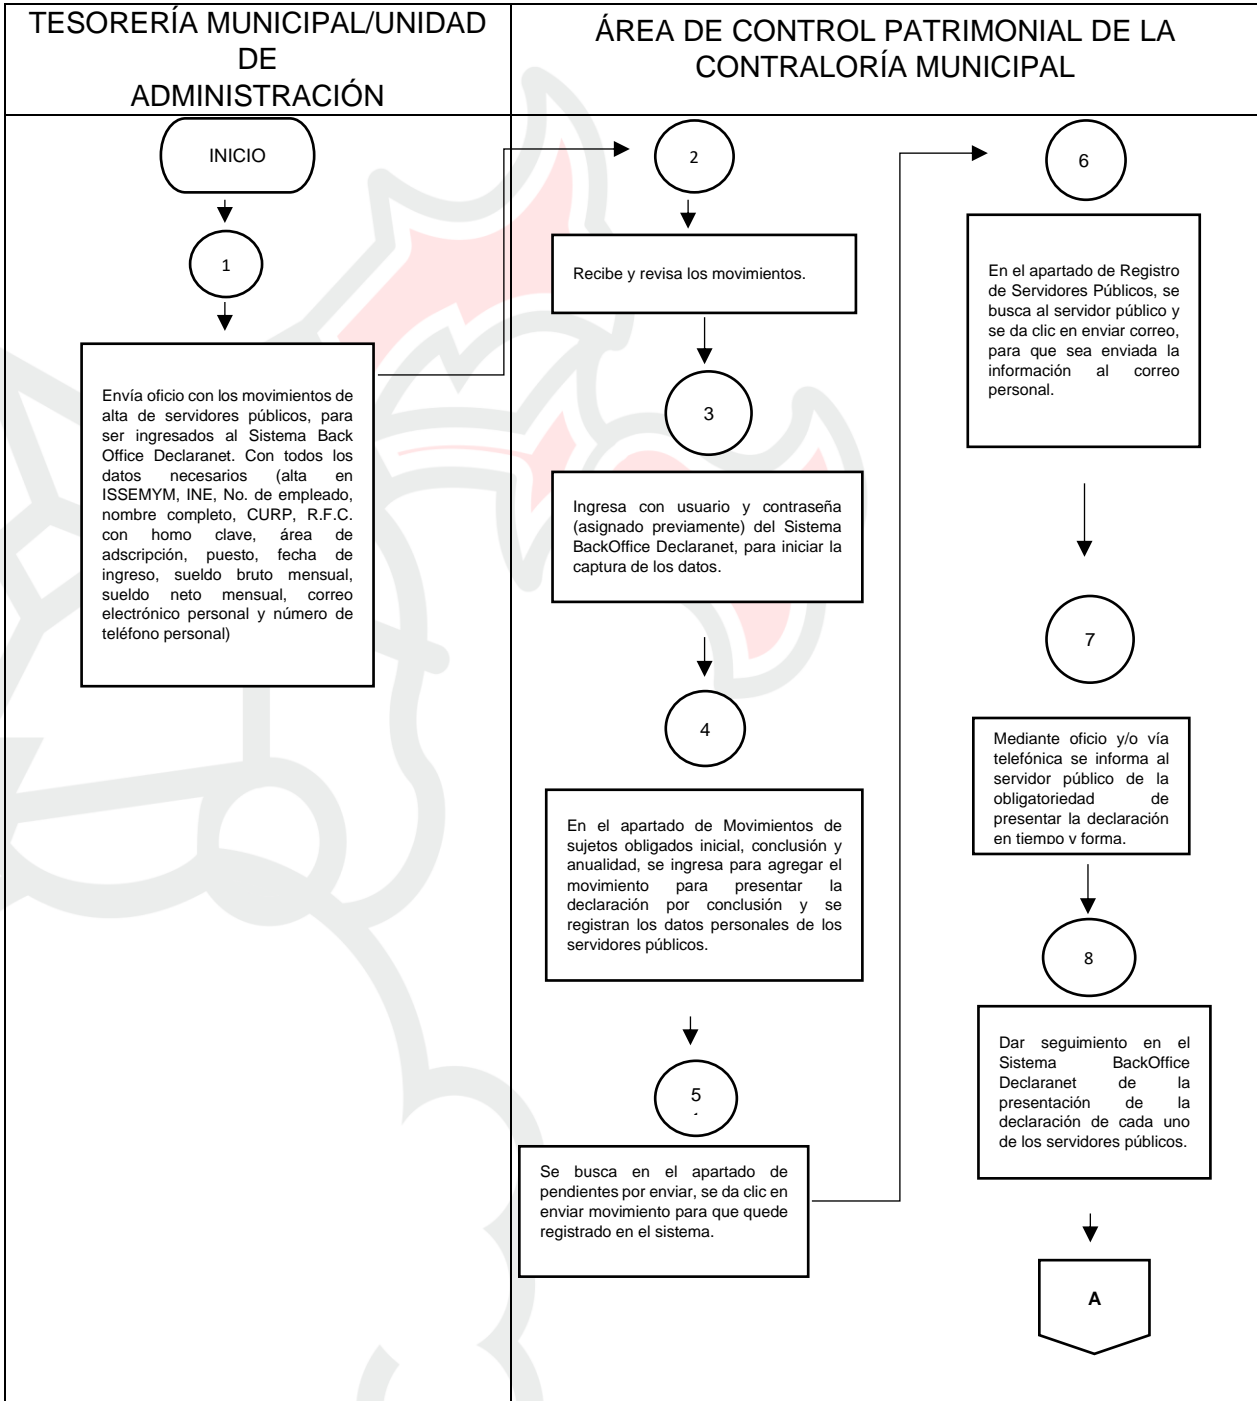 TESORERÍA MUNICIPAL/UNIDAD
DE
ADMINISTRACIÓN
ÁREA DE CONTROL PATRIMONIAL DE LA
CONTRALORÍA MUNICIPAL
INICIO
1
Envía oficio con los movimientos de
alta de servidores públicos, para
ser ingresados al Sistema Back
Office Declaranet. Con todos los
datos necesarios (alta en
ISSEMYM, INE, No. de empleado,
nombre completo, CURP, R.F.C.
con homo clave, área de
adscripción, puesto, fecha de
ingreso, sueldo bruto mensual,
sueldo neto mensual, correo
electrónico personal y número de
teléfono personal)
2
Recibe y revisa los movimientos.
3
Ingresa con usuario y contraseña
(asignado previamente) del Sistema
BackOffice Declaranet, para iniciar la
captura de los datos.
4
En el apartado de Movimientos de
sujetos obligados inicial, conclusión y
anualidad, se ingresa para agregar el
movimiento para presentar la
declaración por conclusión y se
registran los datos personales de los
servidores públicos.
5
Se busca en el apartado de
pendientes por enviar, se da clic en
enviar movimiento para que quede
registrado en el sistema.
6
En el apartado de Registro
de Servidores Públicos, se
busca al servidor público y
se da clic en enviar correo,
para que sea enviada la
información al correo
personal.
7
Mediante oficio y/o vía
telefónica se informa al
servidor público de la
obligatoriedad de
presentar la declaración
en tiempo y forma.
8
Dar seguimiento en el
Sistema BackOffice
Declaranet de la
presentación de la
declaración de cada uno
de los servidores públicos.
A